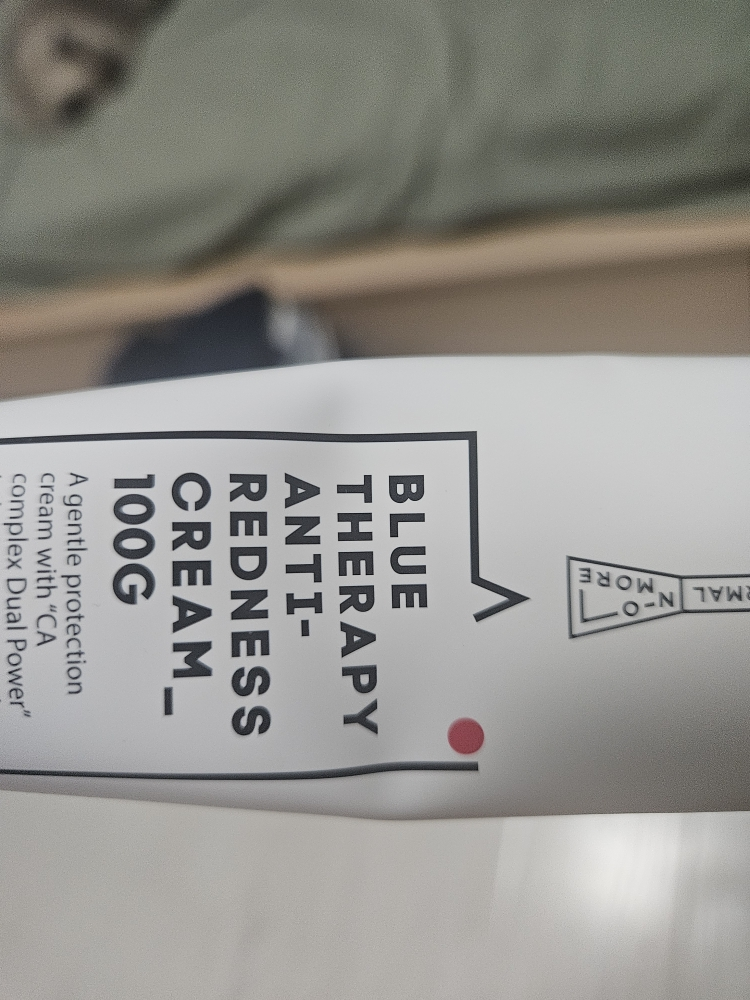 BLUE
THERAPY
ANTI-
REDNESS
CREAM_
100G
A gentle protection
cream with "CA
complex Dual Power"
N-O
MORE